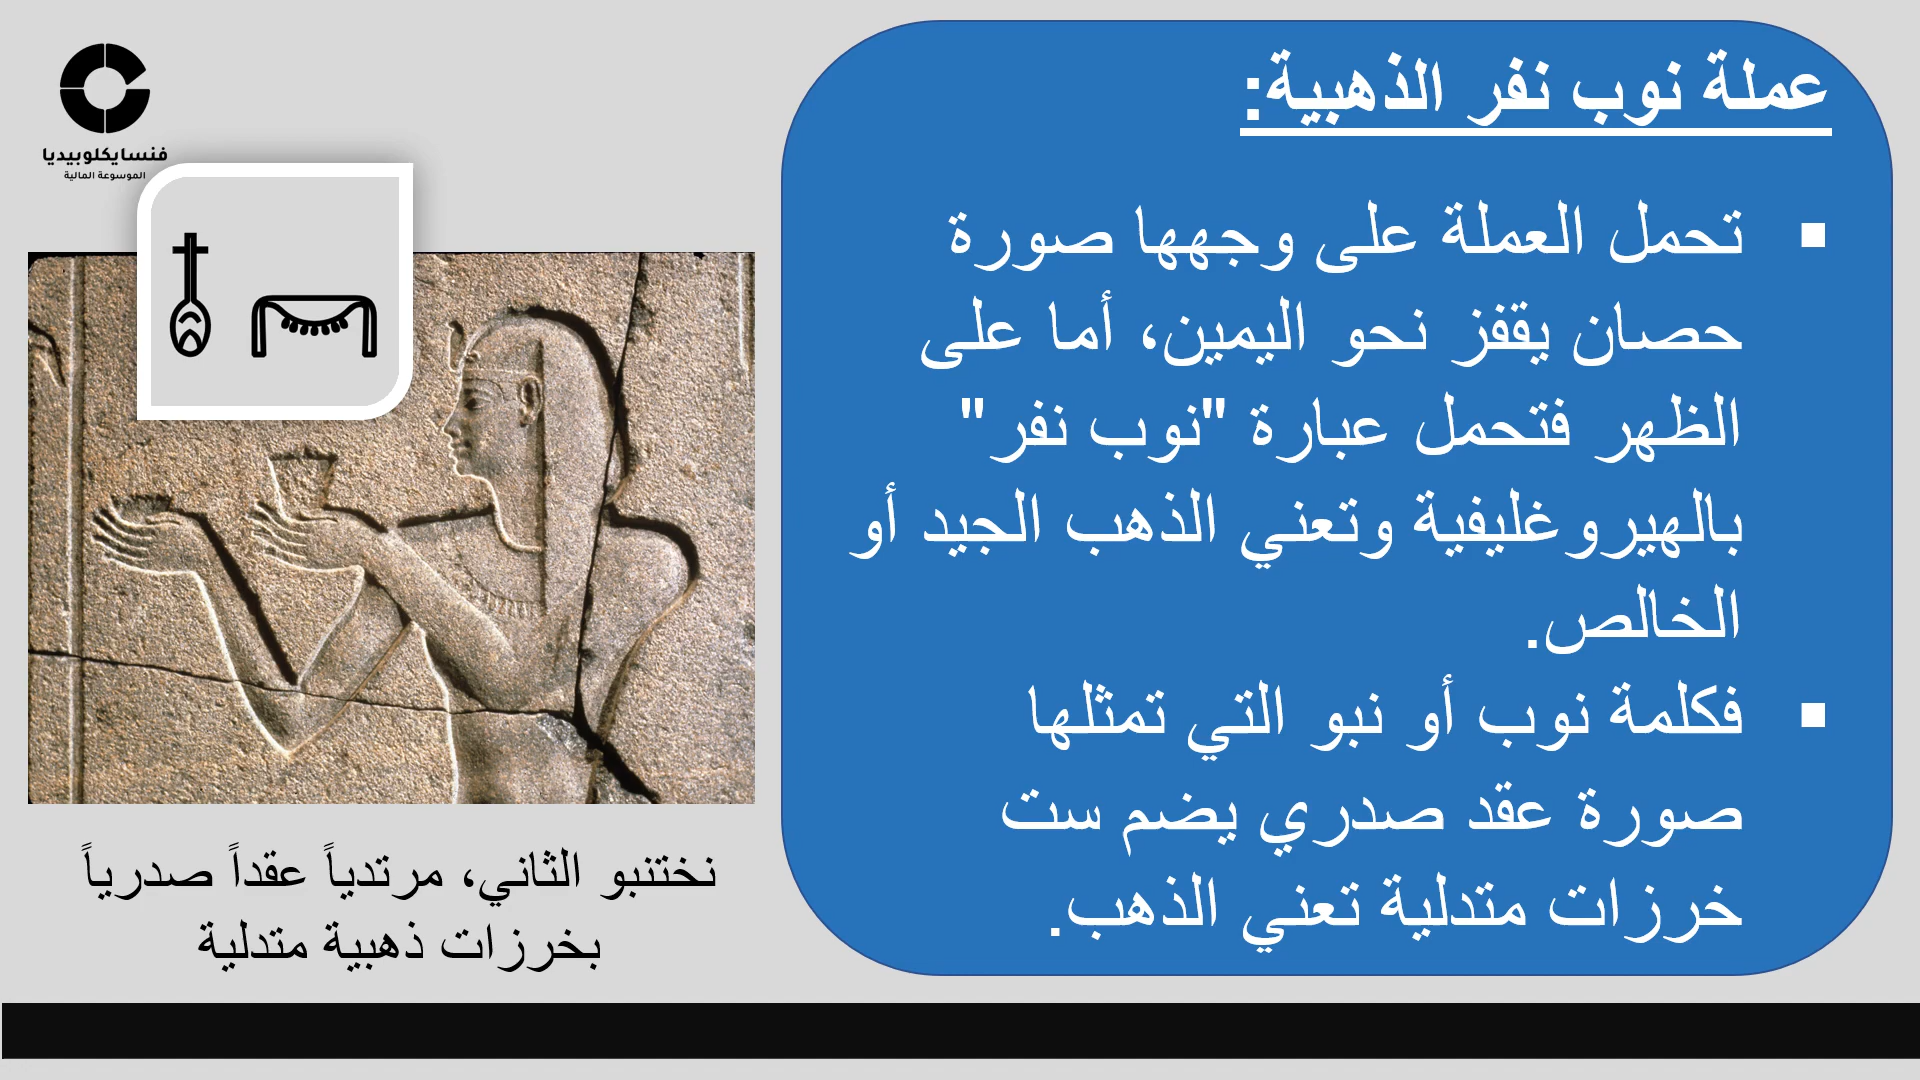 فنسايكلوبيديا
الموسوعة المالية
عملة نوب نفر الذهبية:
▪ تحمل العملة على وجهها صورة
حصان يقفز نحو اليمين، أما على
الظهر فتحمل عبارة "نوب نفر"
بالهيروغليفية وتعني الذهب الجيد أو
الخالص.
▪ فكلمة نوب أو نبو التي تمثلها
صورة عقد صدري يضم ست
خرزات متدلية تعني الذهب.
نختنبو الثاني، مرتدياً عقداً صدرياً
بخرزات ذهبية متدلية